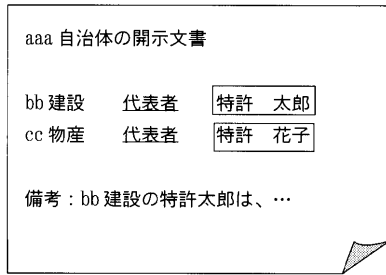 aaa 自治体の開示文書
bb 建設 代表者 特許 太郎
cc 物産 代表者 特許 花子
備考：bb 建設の特許太郎は、…